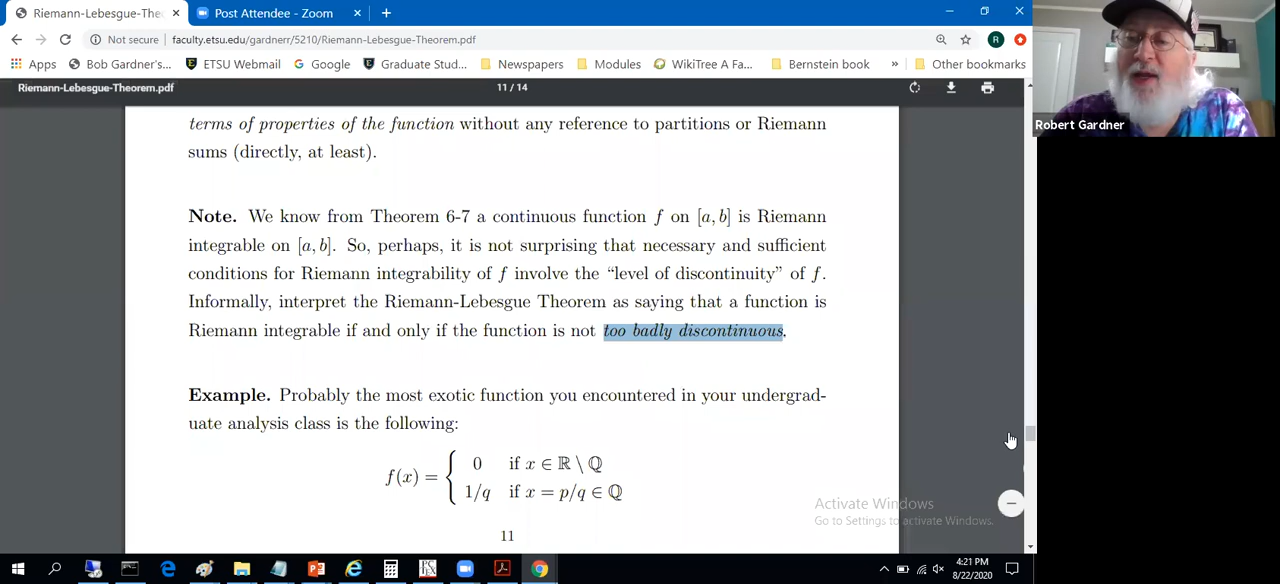 Riemann-Lebesgue-The
Post Attendee - Zoom
Not secure
faculty.etsu.edu/gardnerr/5210/Riemann-Lebesgue-Theorem.pdf
R
Apps
Bob Gardner's...
ETSU Webmail
Google
Graduate Stud...
Newspapers
Modules
WikiTree A Fa...
Bernstein book
»
Other bookmarks
Riemann-Lebesgue-Theorem.pdf
11 / 14
Robert Gardner
terms of properties of the function without any reference to partitions or Riemann
sums (directly, at least).
Note. We know from Theorem 6-7 a continuous function f on [a, b] is Riemann
integrable on [a, b]. So, perhaps, it is not surprising that necessary and sufficient
conditions for Riemann integrability of f involve the “level of discontinuity” of f.
Informally, interpret the Riemann-Lebesgue Theorem as saying that a function is
Riemann integrable if and only if the function is not too badly discontinuous.
Example. Probably the most exotic function you encountered in your undergrad-
uate analysis class is the following:
f(x) = { 0 if x ∈ ℝ \ ℚ
1/q if x = p/q ∈ ℚ
11
Activate Windows
Go to Settings to activate Windows.
4:21 PM
8/22/2020